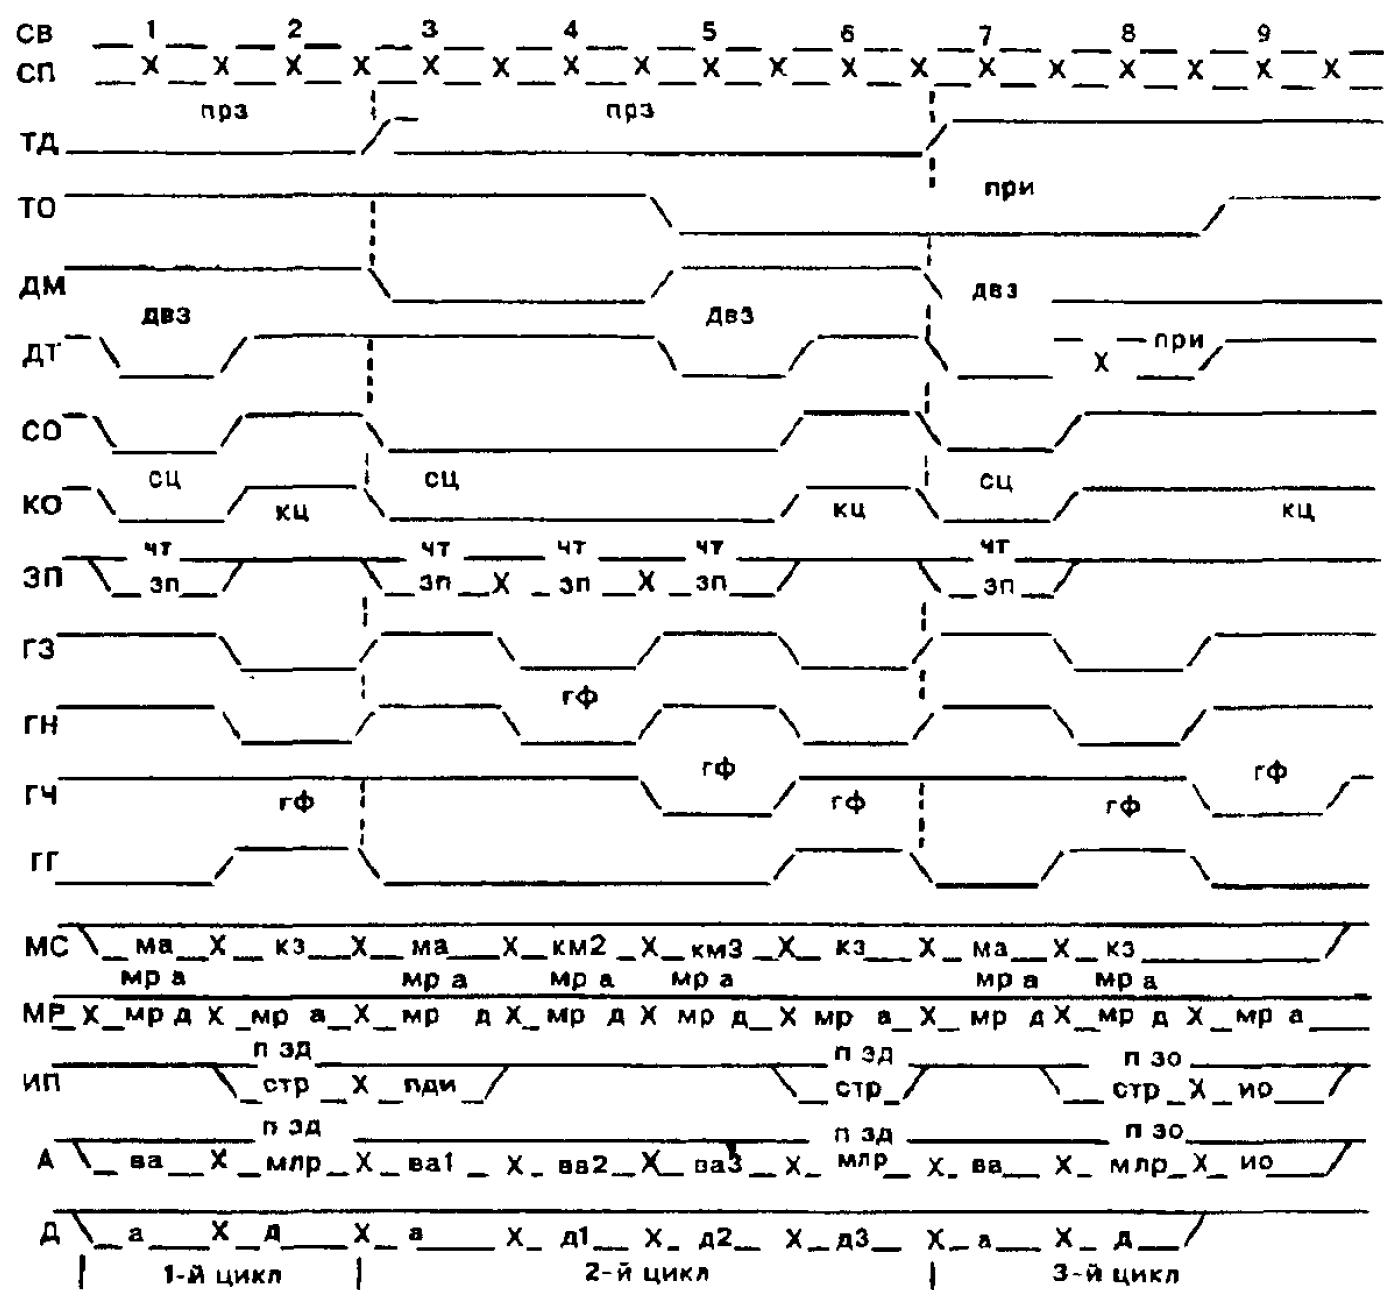 СВ 1 2 3 4 5 6 7 8 9
СП X X X X X X X X X X X X X X X X X X
прз прз
ТД
при
ТО
ДМ
двз двз двз
ДТ при
X
СО
сц сц сц
КО кц кц кц
чт чт чт чт чт
ЗП зп зп X зп X зп зп
ГЗ
гф
ГН
гф гф
ГЧ гф гф гф
ГГ
МС ма X кз X ма X км2 X км3 X кз X ма X кз
мр а мр а мр а мр а мр а мр а
МР X мр д X мр а X мр д X мр д X мр д X мр а X мр д X мр д X мр а
п зд п зд п зо
ИП стр X пди стр стр X ио
п зд п зд п зо
А ва X млр X ва1 X ва2 X ва3 X млр X ва X млр X ио
Д а X д X а X д1 X д2 X д3 X а X д
1-й цикл 2-й цикл 3-й цикл